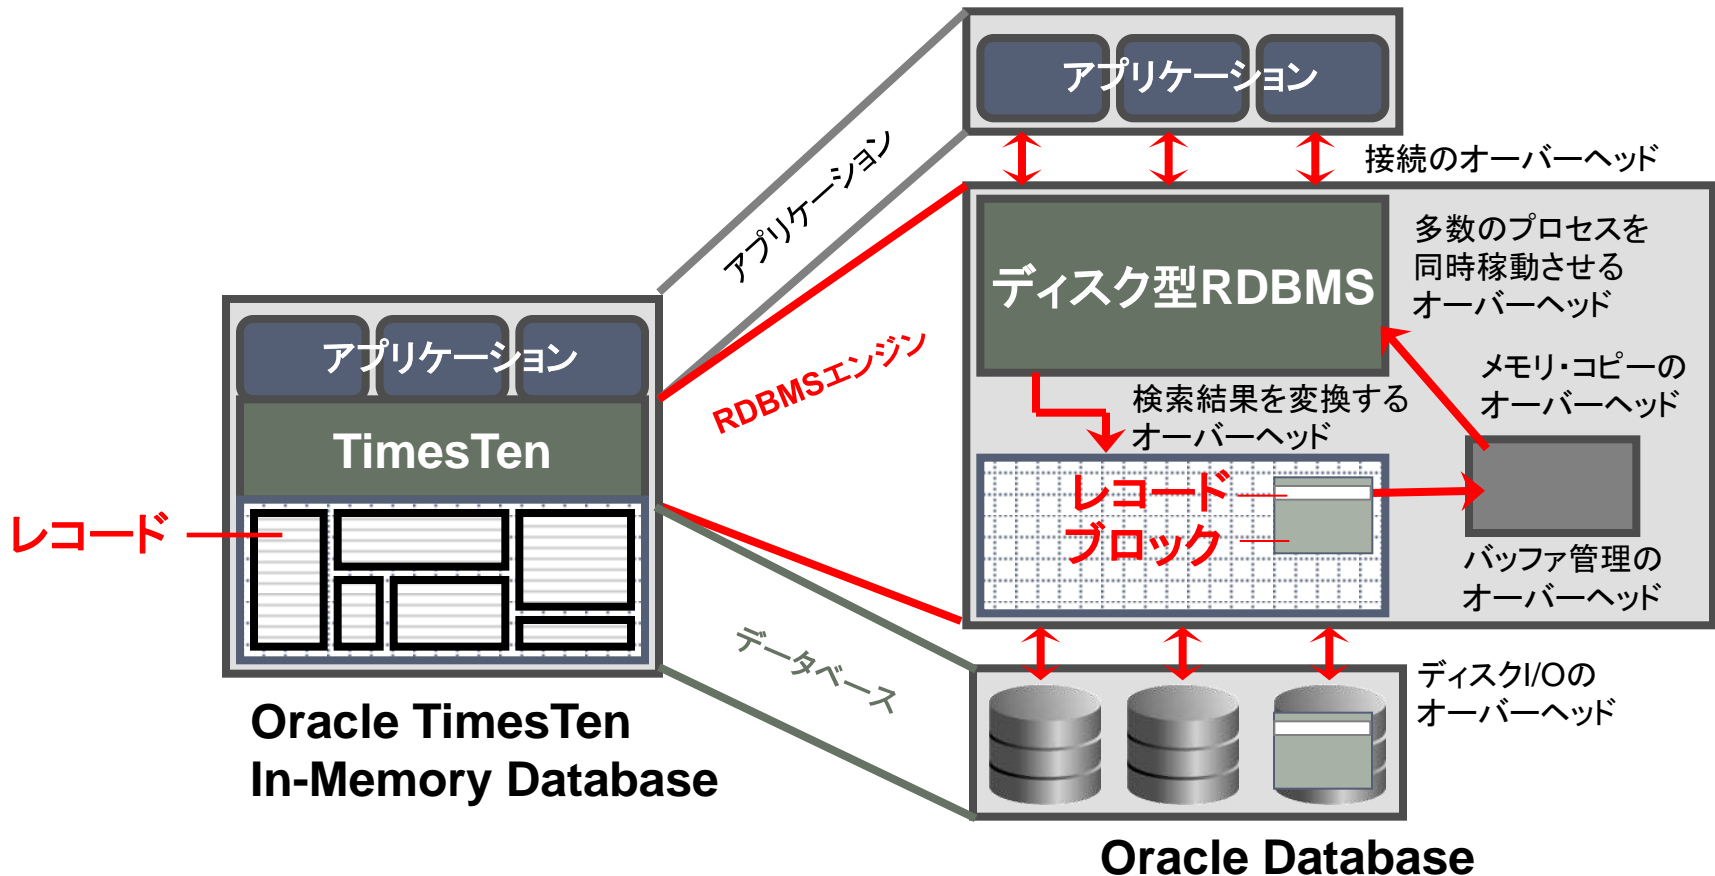 アプリケーション
接続のオーバーヘッド
アプリケーション
多数のプロセスを
同時稼動させる
オーバーヘッド
ディスク型RDBMS
アプリケーション
RDBMSエンジン
メモリ・コピーの
オーバーヘッド
検索結果を変換する
オーバーヘッド
TimesTen
レコード
レコード
ブロック
バッファ管理の
オーバーヘッド
データベース
ディスクI/Oの
オーバーヘッド
Oracle TimesTen
In-Memory Database
Oracle Database